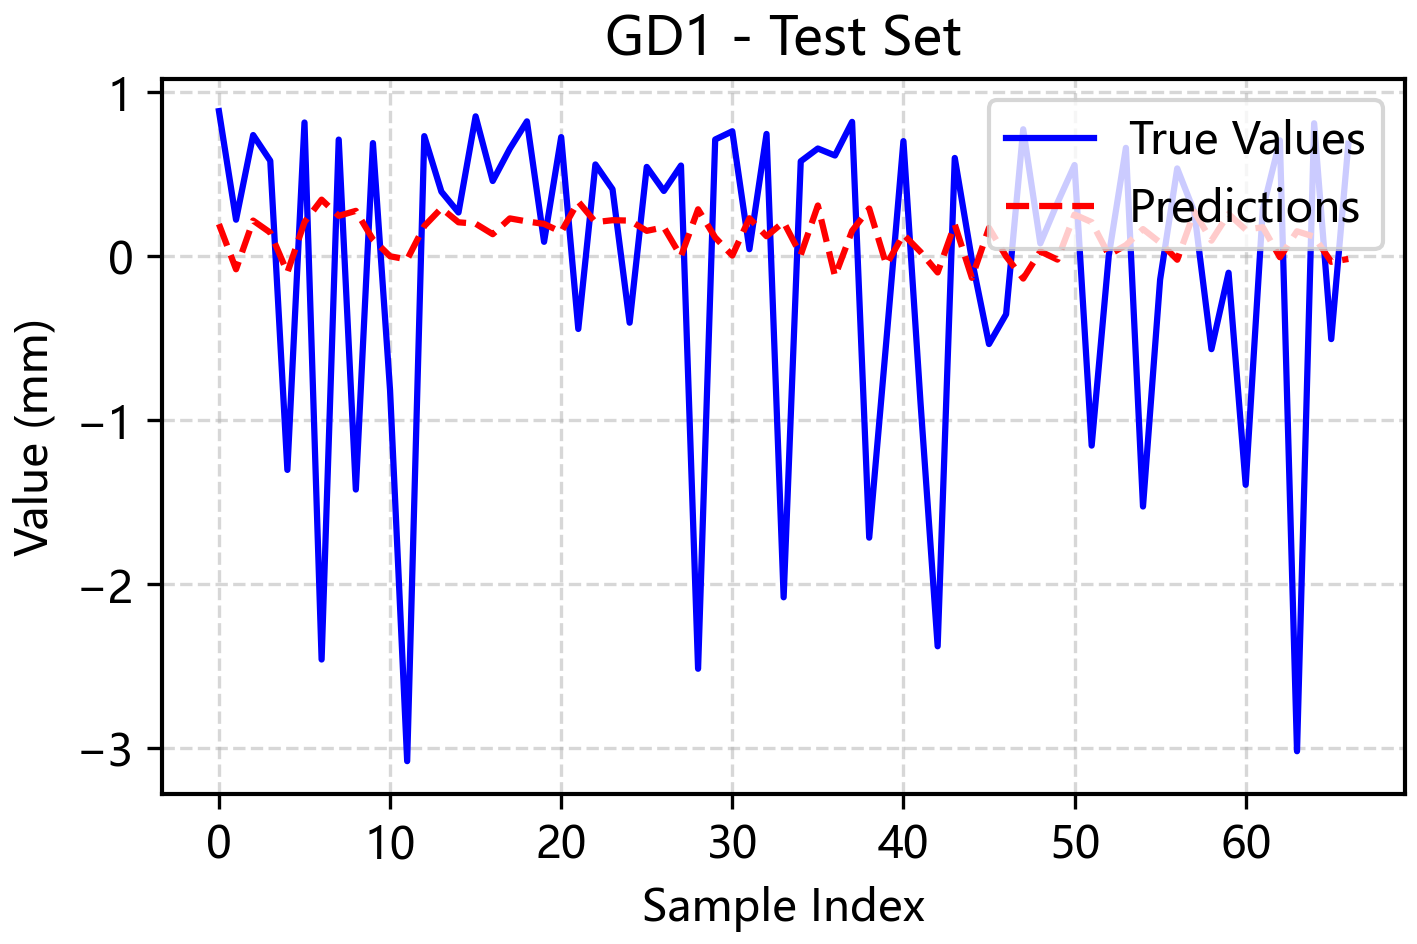 GD1 - Test Set
True Values
Predictions
Value (mm)
1
0
−1
−2
−3
0 10 20 30 40 50 60
Sample Index